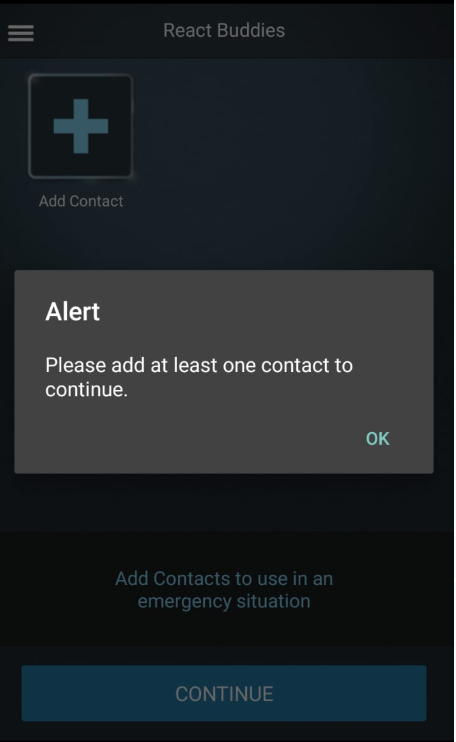 React Buddies
Add Contact
Alert
Please add at least one contact to
continue.
OK
Add Contacts to use in an
emergency situation
CONTINUE